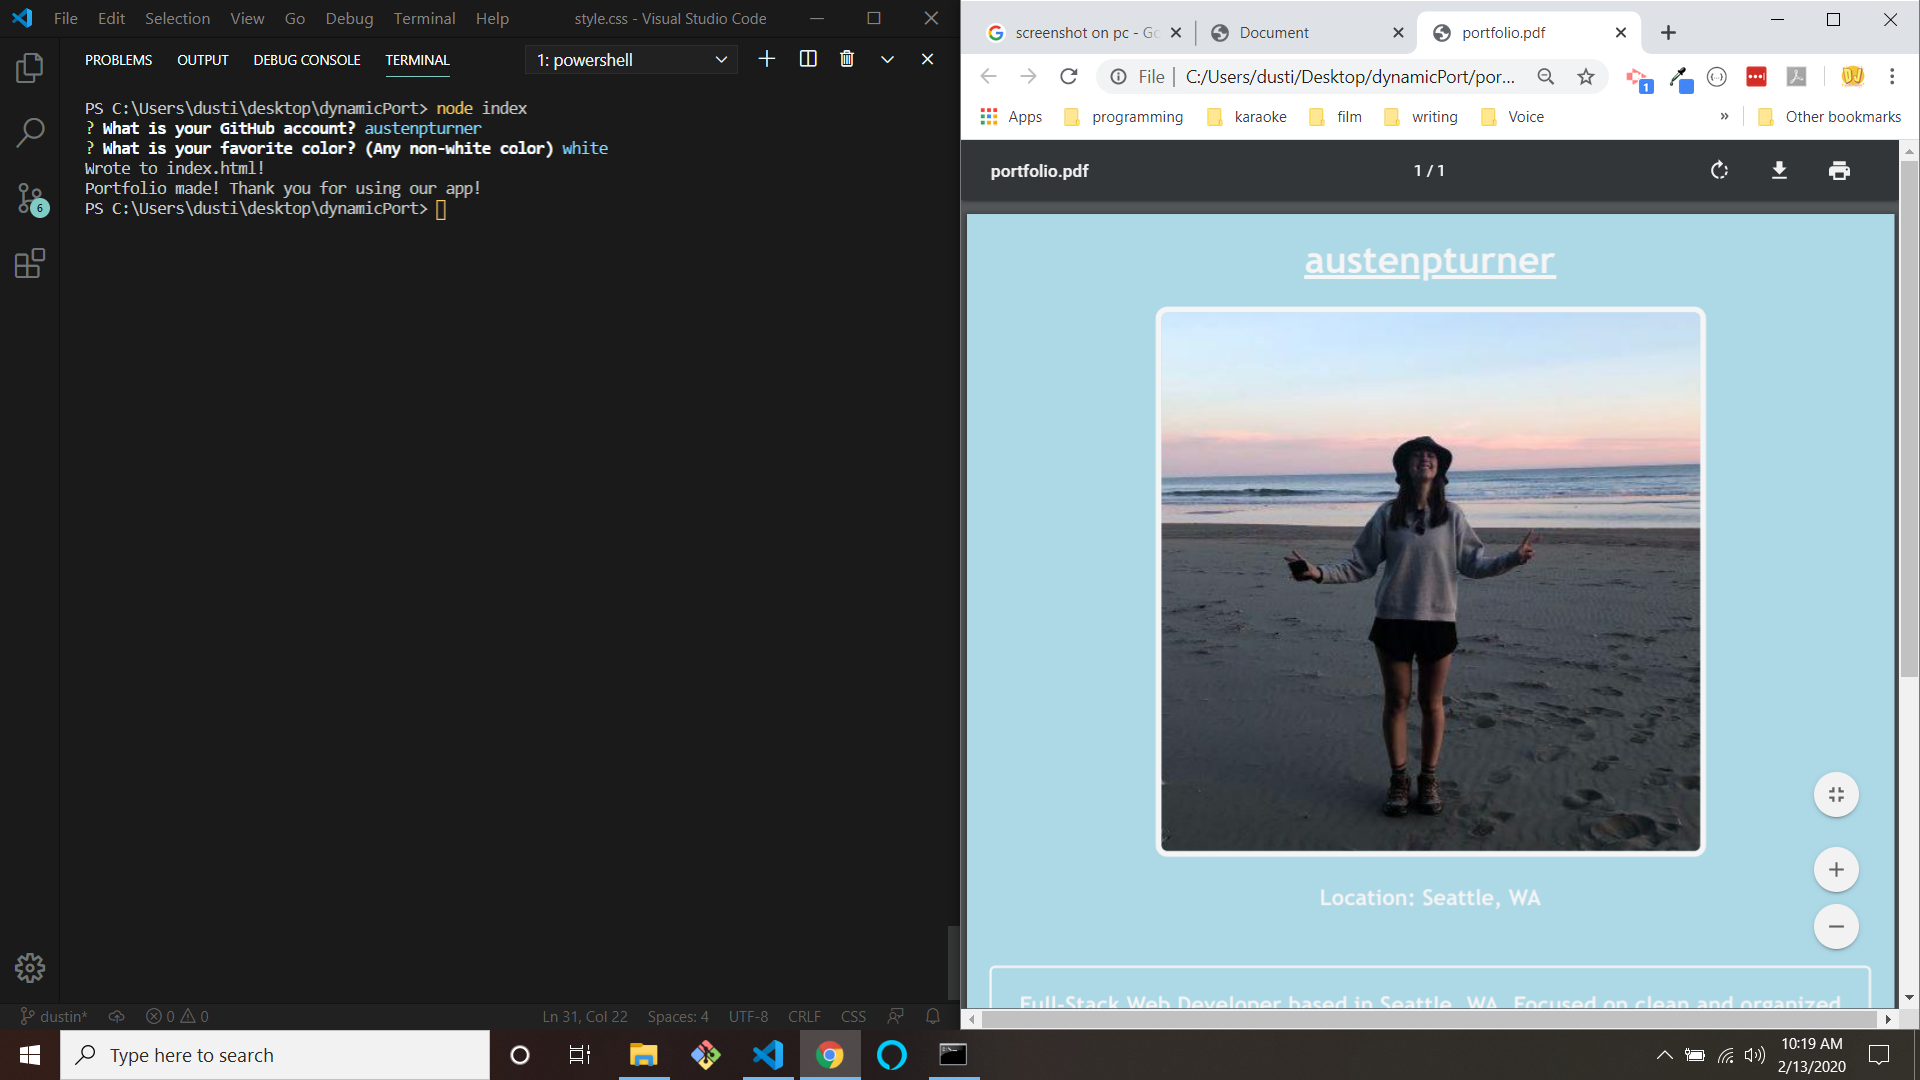 File Edit Selection View Go Debug Terminal Help style.css - Visual Studio Code
PROBLEMS OUTPUT DEBUG CONSOLE TERMINAL 1: powershell
PS C:\Users\dusti\desktop\dynamicPort> node index
? What is your GitHub account? austenpturner
? What is your favorite color? (Any non-white color) white
Wrote to index.html!
Portfolio made! Thank you for using our app!
PS C:\Users\dusti\desktop\dynamicPort>
6
dustin* 0 0 Ln 31, Col 22 Spaces: 4 UTF-8 CRLF CSS
screenshot on pc - Go Document portfolio.pdf
File C:/Users/dusti/Desktop/dynamicPort/por... 1
Apps programming karaoke film writing Voice » Other bookmarks
portfolio.pdf 1 / 1
austenpturner
Location: Seattle, WA
Full-Stack Web Developer based in Seattle, WA. Focused on clean and organized
Type here to search
10:19 AM
2/13/2020